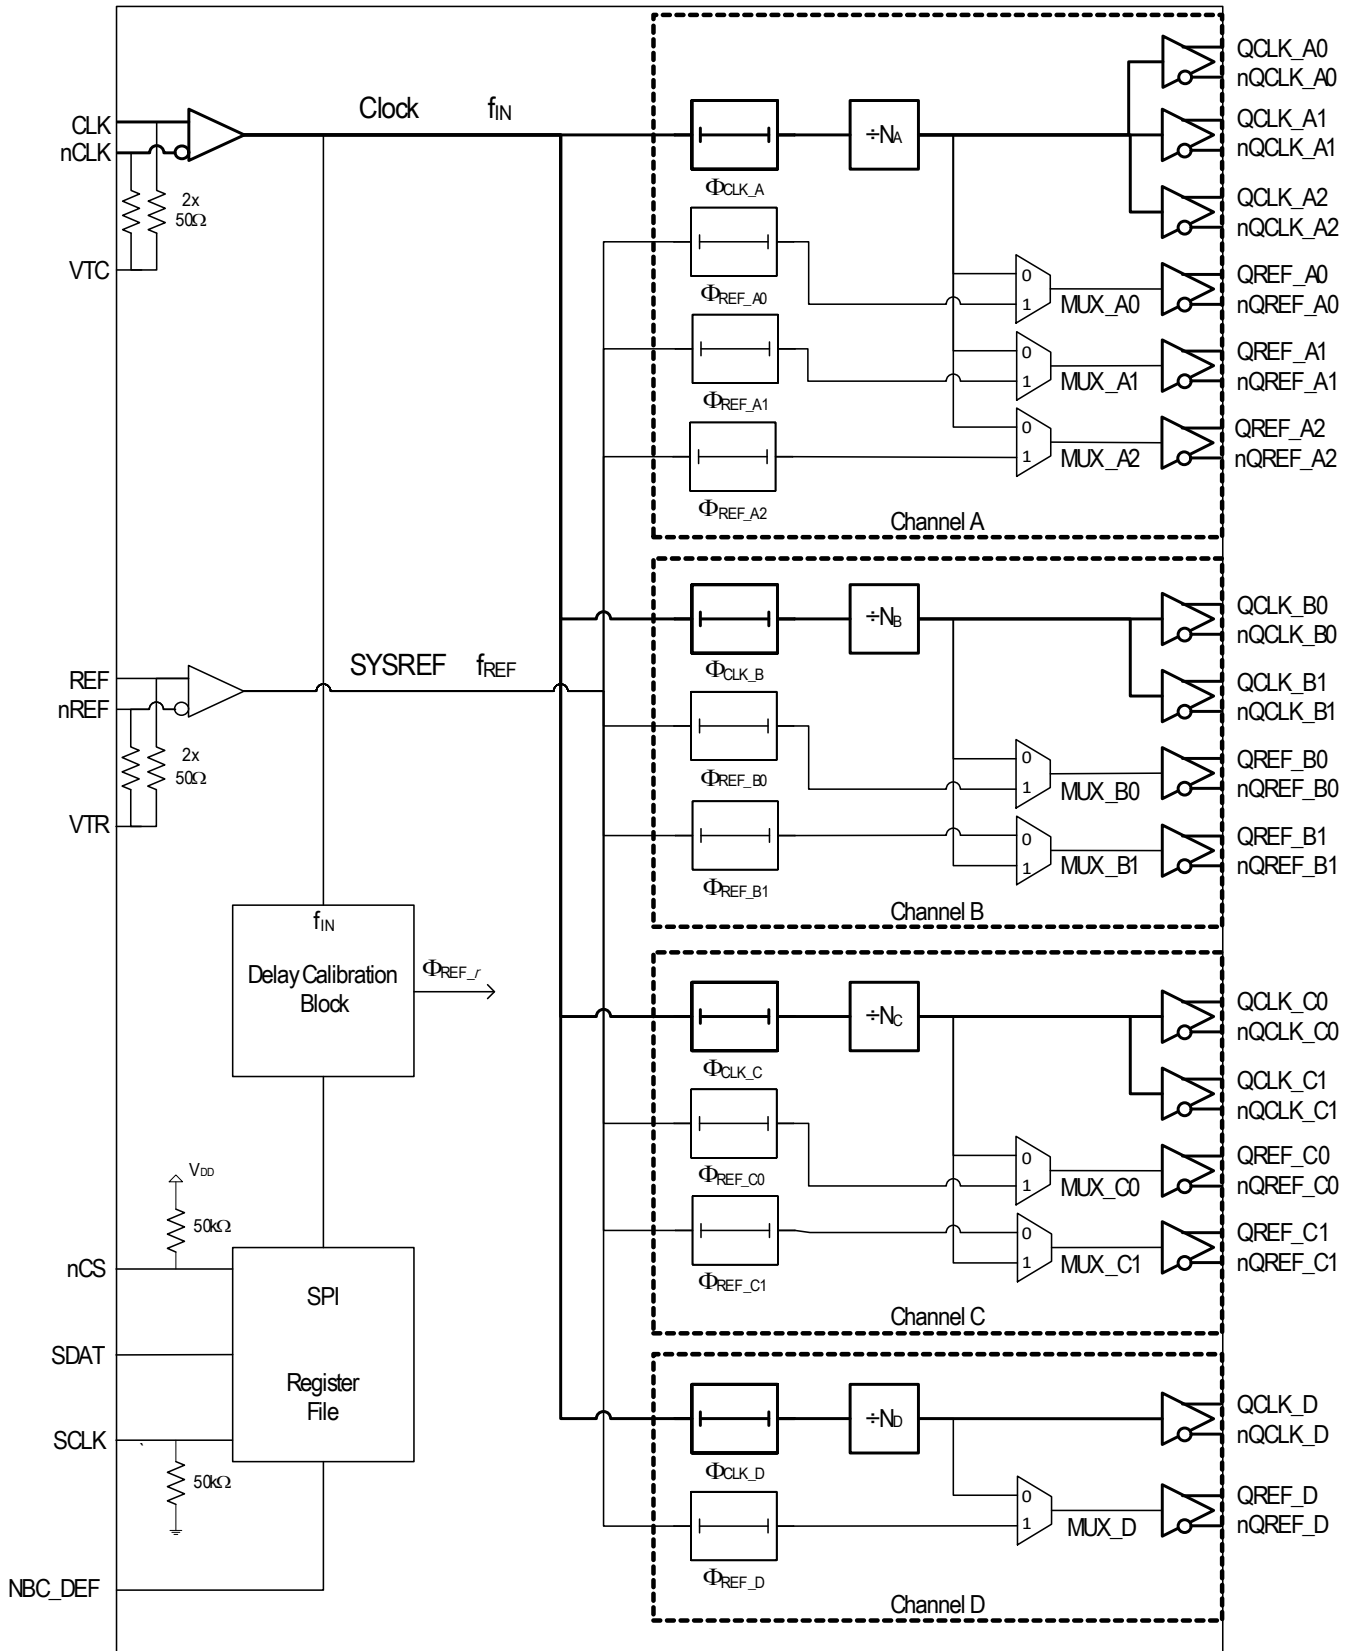 CLK
nCLK
2x
50Ω
VTC
Clock fIN
REF
nREF
2x
50Ω
VTR
SYSREF fREF
fIN
Delay Calibration
Block
ΦREF_r
VDD
50kΩ
nCS
SDAT
SCLK
50kΩ
SPI
Register
File
NBC_DEF
ΦCLK_A
÷NA
ΦREF_A0
ΦREF_A1
ΦREF_A2
0
1
MUX_A0
0
1
MUX_A1
0
1
MUX_A2
Channel A
QCLK_A0
nQCLK_A0
QCLK_A1
nQCLK_A1
QCLK_A2
nQCLK_A2
QREF_A0
nQREF_A0
QREF_A1
nQREF_A1
QREF_A2
nQREF_A2
ΦCLK_B
÷NB
ΦREF_B0
ΦREF_B1
0
1
MUX_B0
0
1
MUX_B1
Channel B
QCLK_B0
nQCLK_B0
QCLK_B1
nQCLK_B1
QREF_B0
nQREF_B0
QREF_B1
nQREF_B1
ΦCLK_C
÷NC
ΦREF_C0
ΦREF_C1
0
1
MUX_C0
0
1
MUX_C1
Channel C
QCLK_C0
nQCLK_C0
QCLK_C1
nQCLK_C1
QREF_C0
nQREF_C0
QREF_C1
nQREF_C1
ΦCLK_D
÷ND
ΦREF_D
0
1
MUX_D
Channel D
QCLK_D
nQCLK_D
QREF_D
nQREF_D